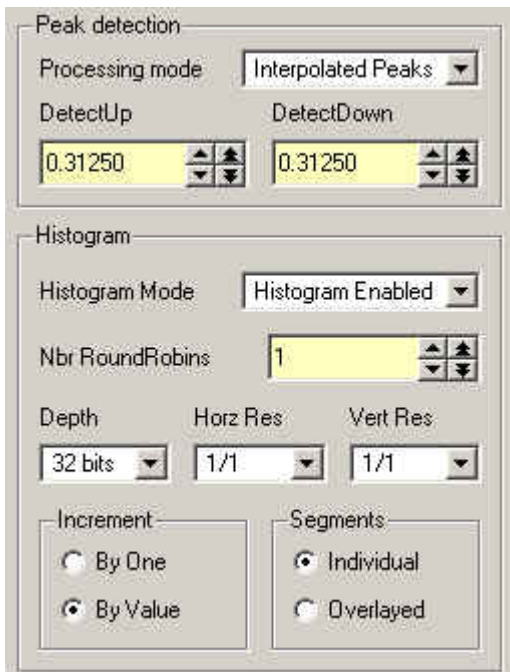 Peak detection
Processing mode Interpolated Peaks
DetectUp DetectDown
0.31250 0.31250
Histogram
Histogram Mode Histogram Enabled
Nbr RoundRobins 1
Depth Horz Res Vert Res
32 bits 1/1 1/1
Increment Segments
By One Individual
By Value Overlayed